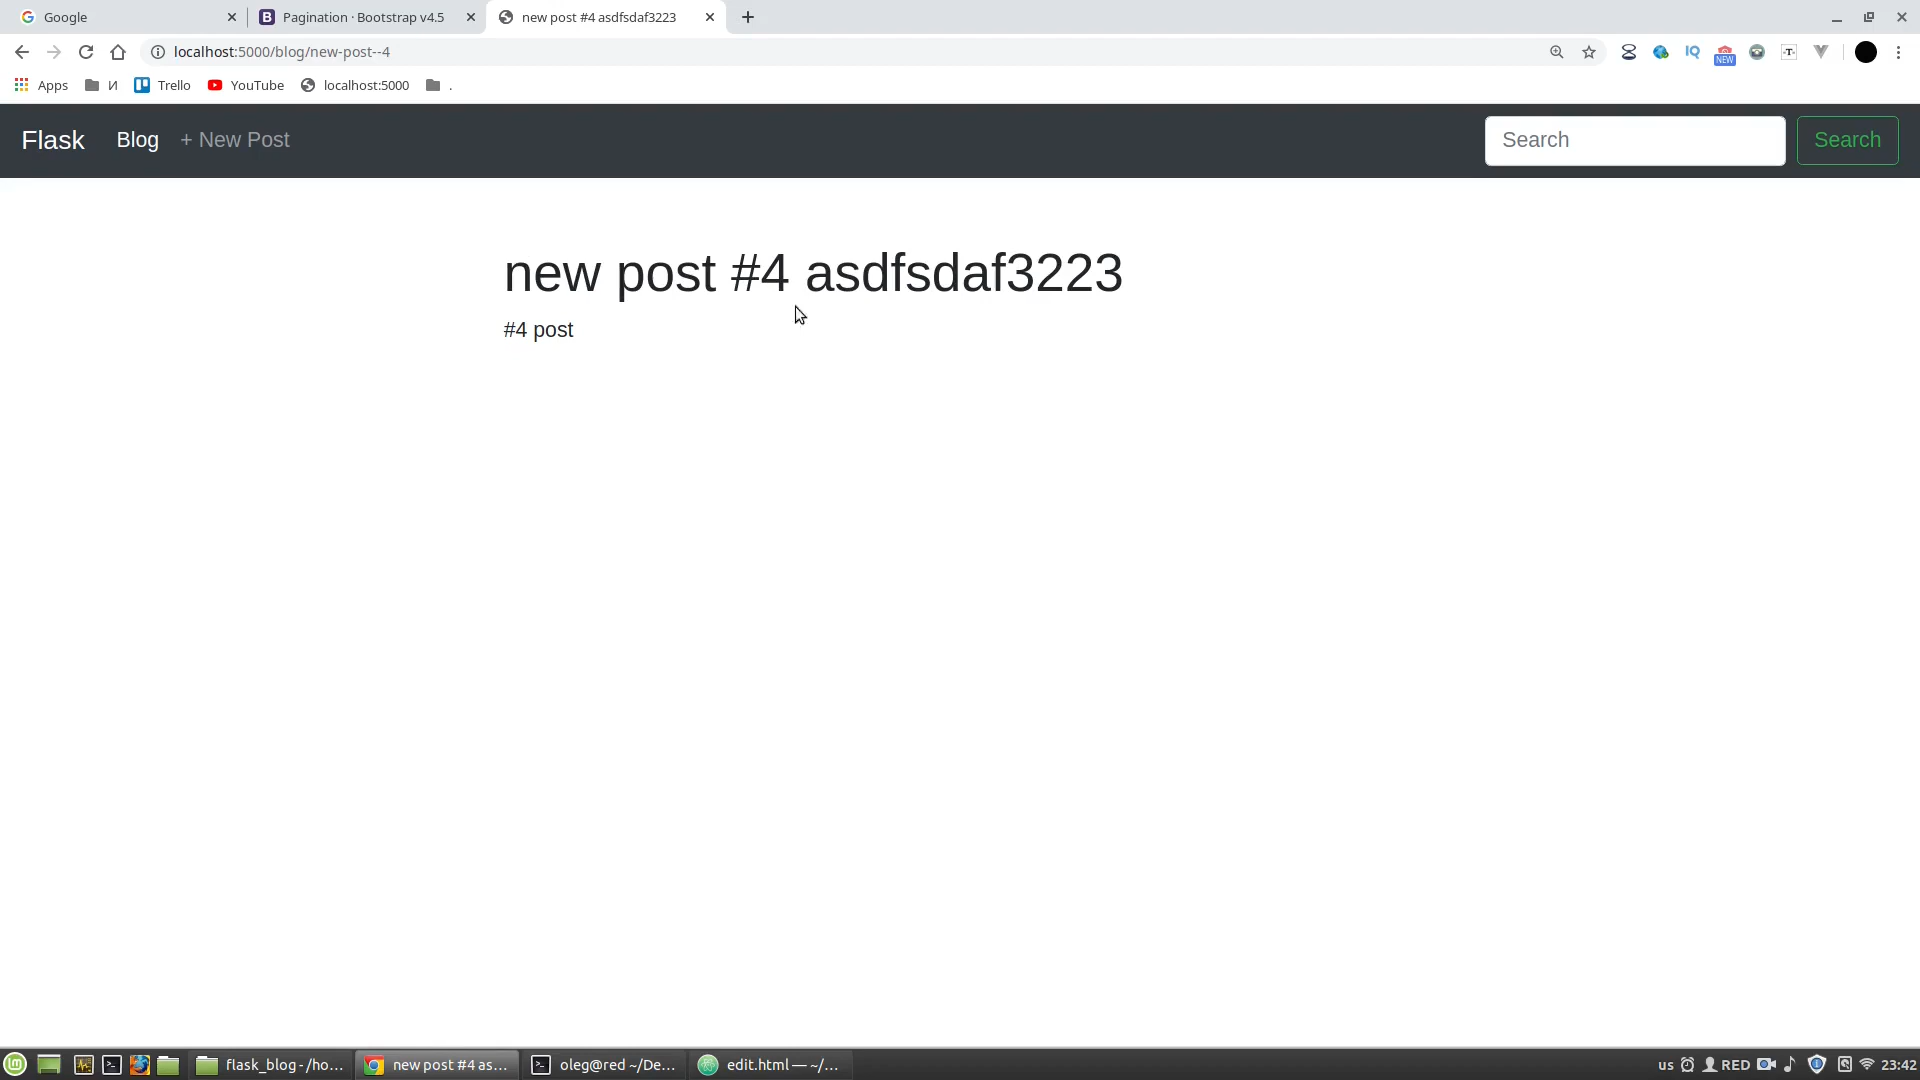 Google
Pagination · Bootstrap v4.5
new post #4 asdfsdaf3223
localhost:5000/blog/new-post--4
IQ
NEW
-T-
Apps
И
Trello
YouTube
localhost:5000
.
Flask
Blog
+ New Post
Search
Search
new post #4 asdfsdaf3223
#4 post
flask_blog - /ho...
new post #4 as...
oleg@red ~/De...
edit.html — ~/...
us
RED
23:42